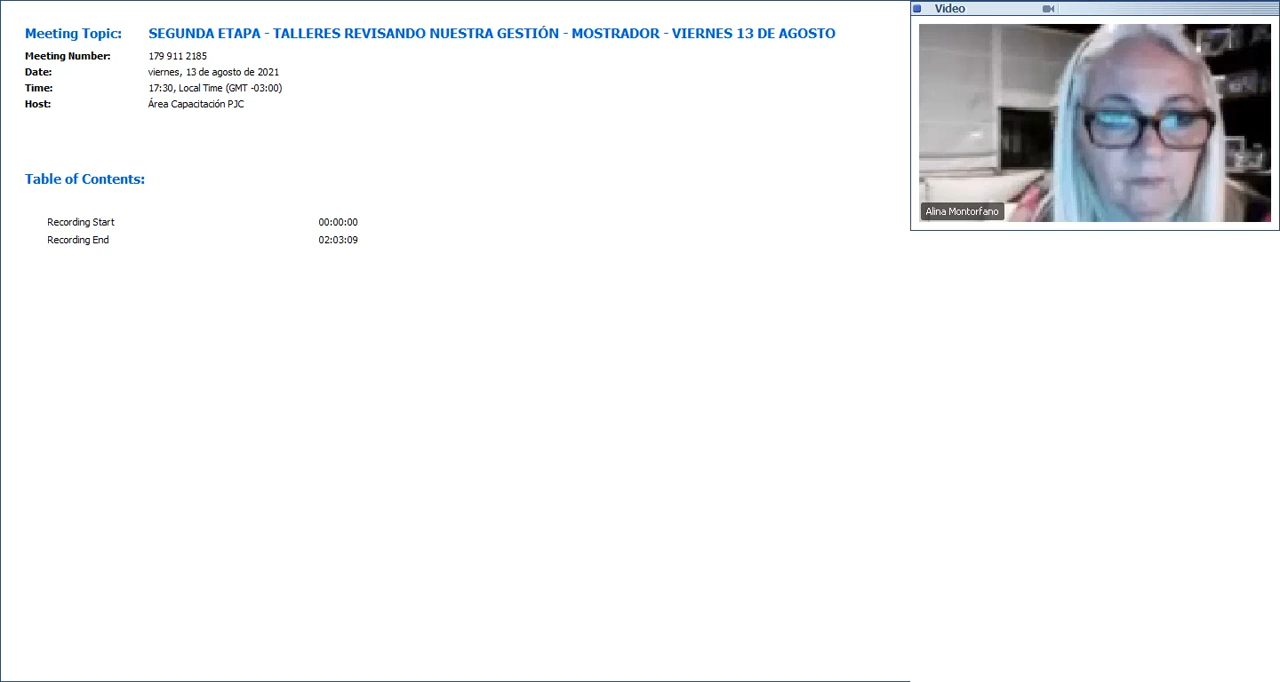 Meeting Topic: SEGUNDA ETAPA - TALLERES REVISANDO NUESTRA GESTIÓN - MOSTRADOR - VIERNES 13 DE AGOSTO
Meeting Number: 179 911 2185
Date: viernes, 13 de agosto de 2021
Time: 17:30, Local Time (GMT -03:00)
Host: Área Capacitación PJC
Table of Contents:
Recording Start 00:00:00
Recording End 02:03:09
Video
Alina Montorfano